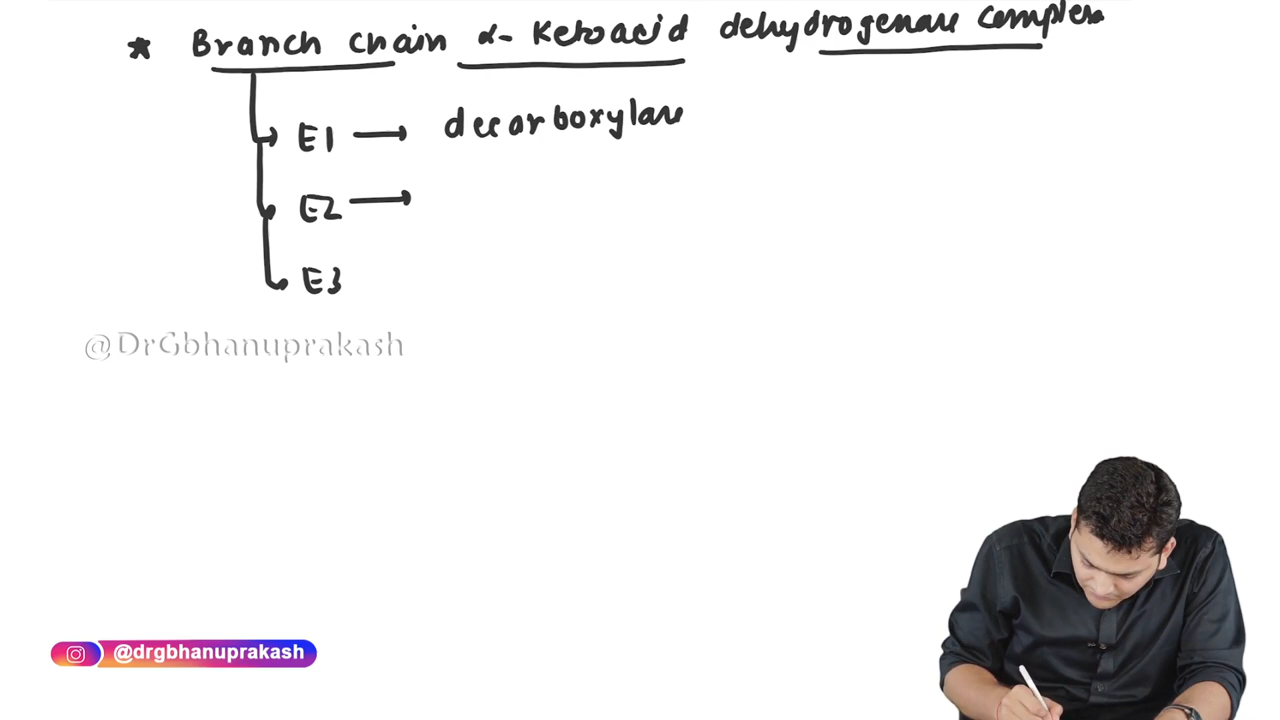 * Branch chain α- Ketoacid dehydrogenase complex
E1 → decarboxylase
E2 →
E3
@DrGbhanuprakash
@drgbhanuprakash